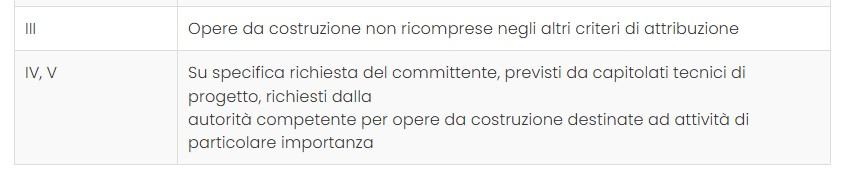 III
Opere da costruzione non ricomprese negli altri criteri di attribuzione
IV, V
Su specifica richiesta del committente, previsti da capitolati tecnici di
progetto, richiesti dalla
autorità competente per opere da costruzione destinate ad attività di
particolare importanza